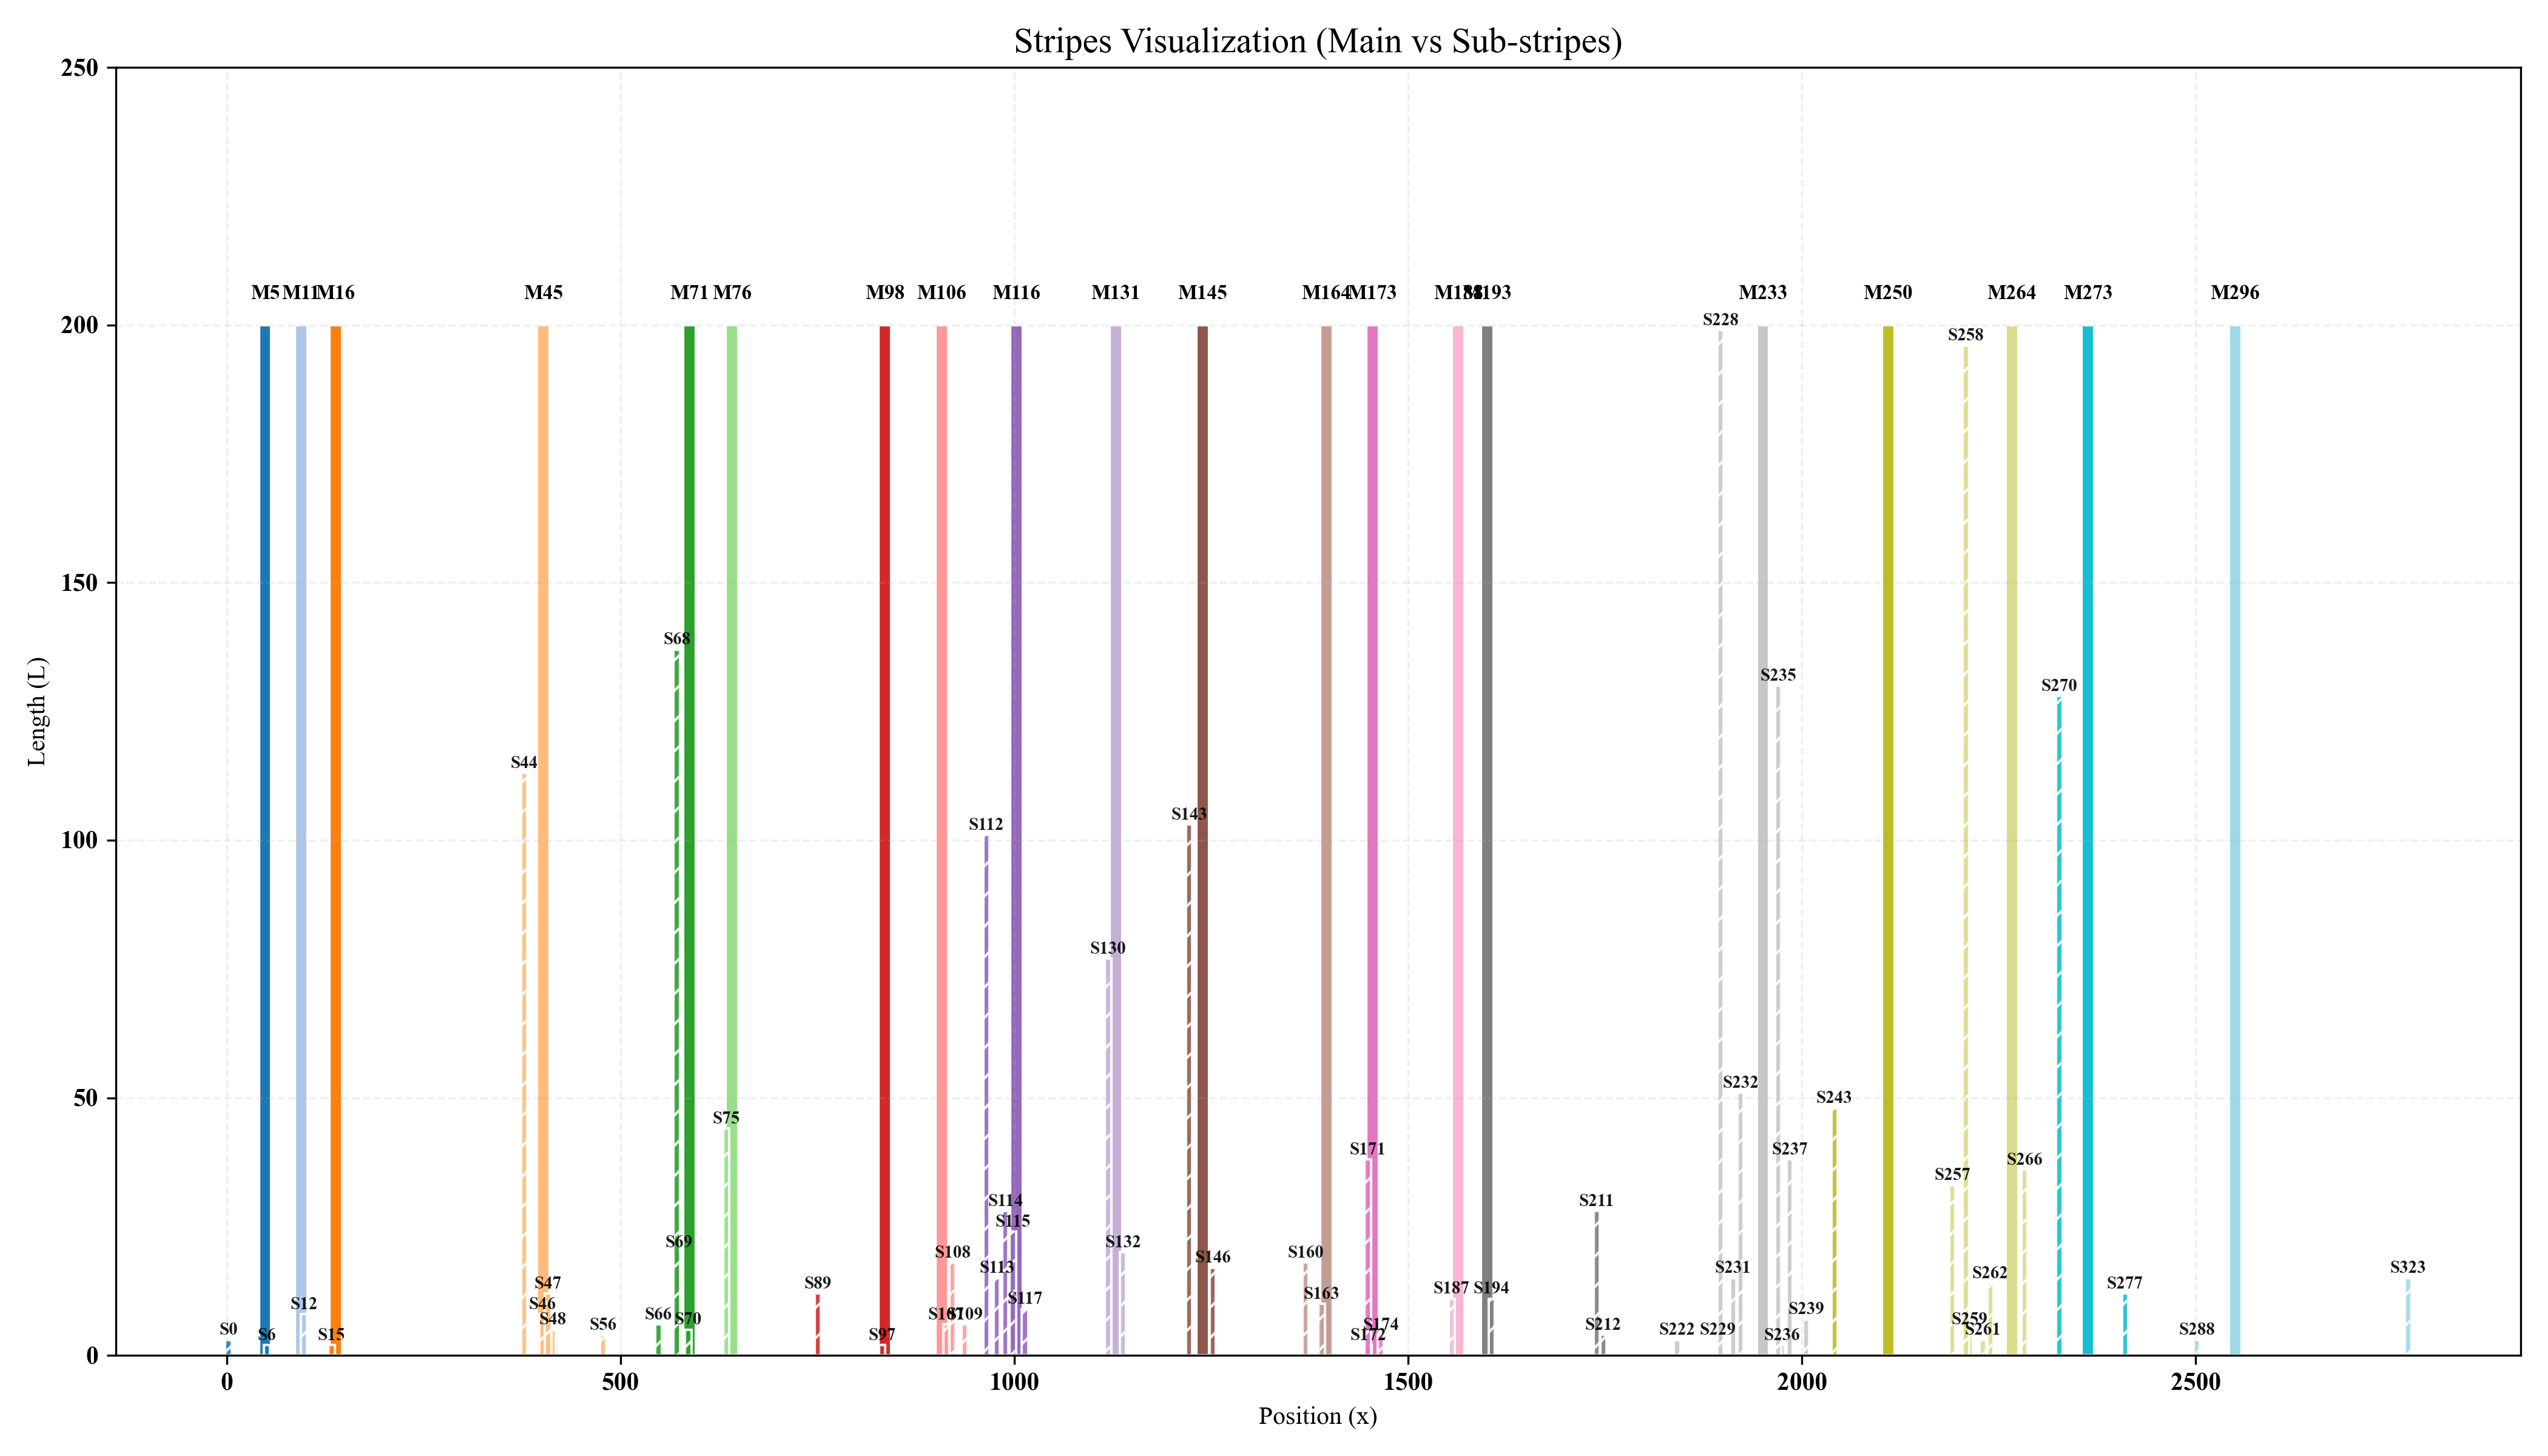 Stripes Visualization (Main vs Sub-stripes)
250
M5 M11 M16 M45 M71 M76 M98 M106 M116 M131 M145 M164 M173 M193 M233 M250 M264 M273 M296
200
S228
S258
150
S68
S235
S270
S44
S143
S112
100
S130
S232
50
S243
S75
S171
S237
S266
S257
S114
S211
S115
S69
S132
S108
S146
S160
S113
S262
S231
S323
S47
S89
S277
S187
S194
S163
S117
S12
S46
S239
S66
S109
S48
S70
S259
S56
S174
S212
S0
S222
S229
S261
S288
S6
S15
S97
S172
S236
0
0 500 1000 1500 2000 2500
Length (L)
Position (x)